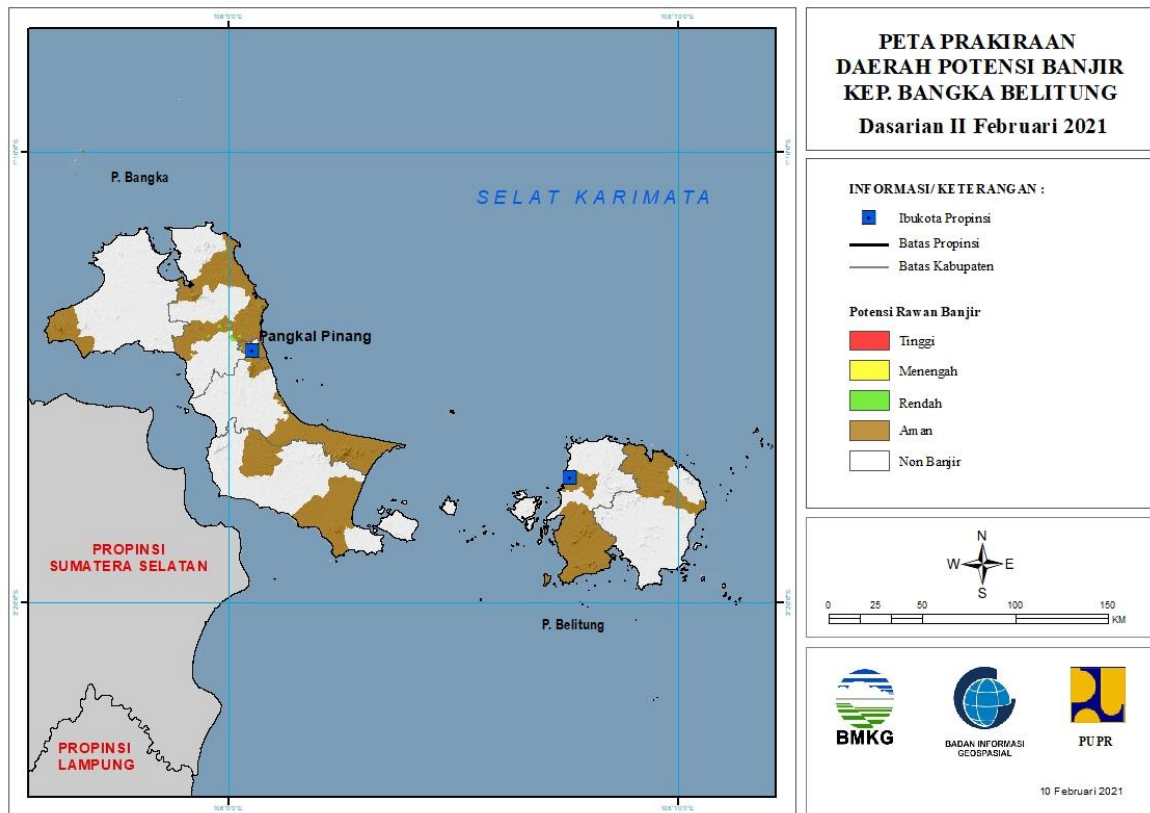 PETA PRAKIRAAN
DAERAH POTENSI BANJIR
KEP. BANGKA BELITUNG
Dasarian II Februari 2021
P. Bangka
SELAT KARIMATA
Pangkal Pinang
PROPINSI
SUMATERA SELATAN
P. Belitung
PROPINSI
LAMPUNG
INFORMASI/ KETERANGAN :
Ibukota Propinsi
Batas Propinsi
Batas Kabupaten
Potensi Rawan Banjir
Tinggi
Menengah
Rendah
Aman
Non Banjir
N
W E
S
0 25 50 100 150
KM
BMKG
BADAN INFORMASI
GEOSPASIAL
PUPR
10 Februari 2021